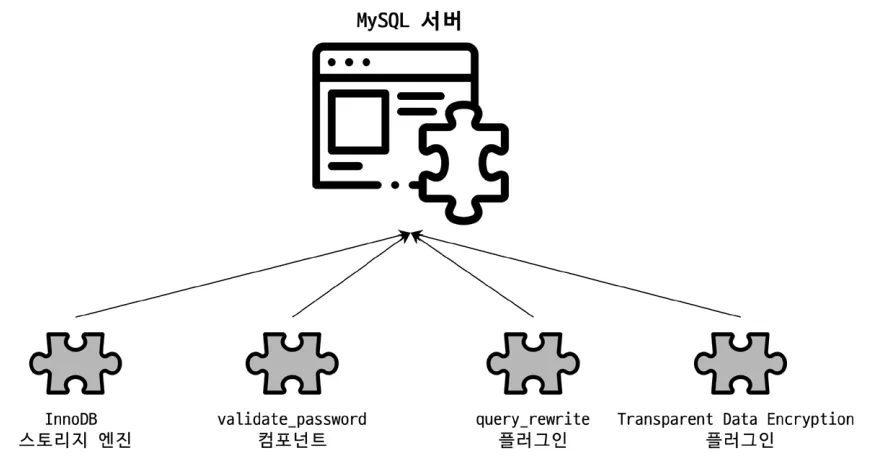 MySQL 서버
InnoDB
스토리지 엔진
validate_password
컴포넌트
query_rewrite
플러그인
Transparent Data Encryption
플러그인